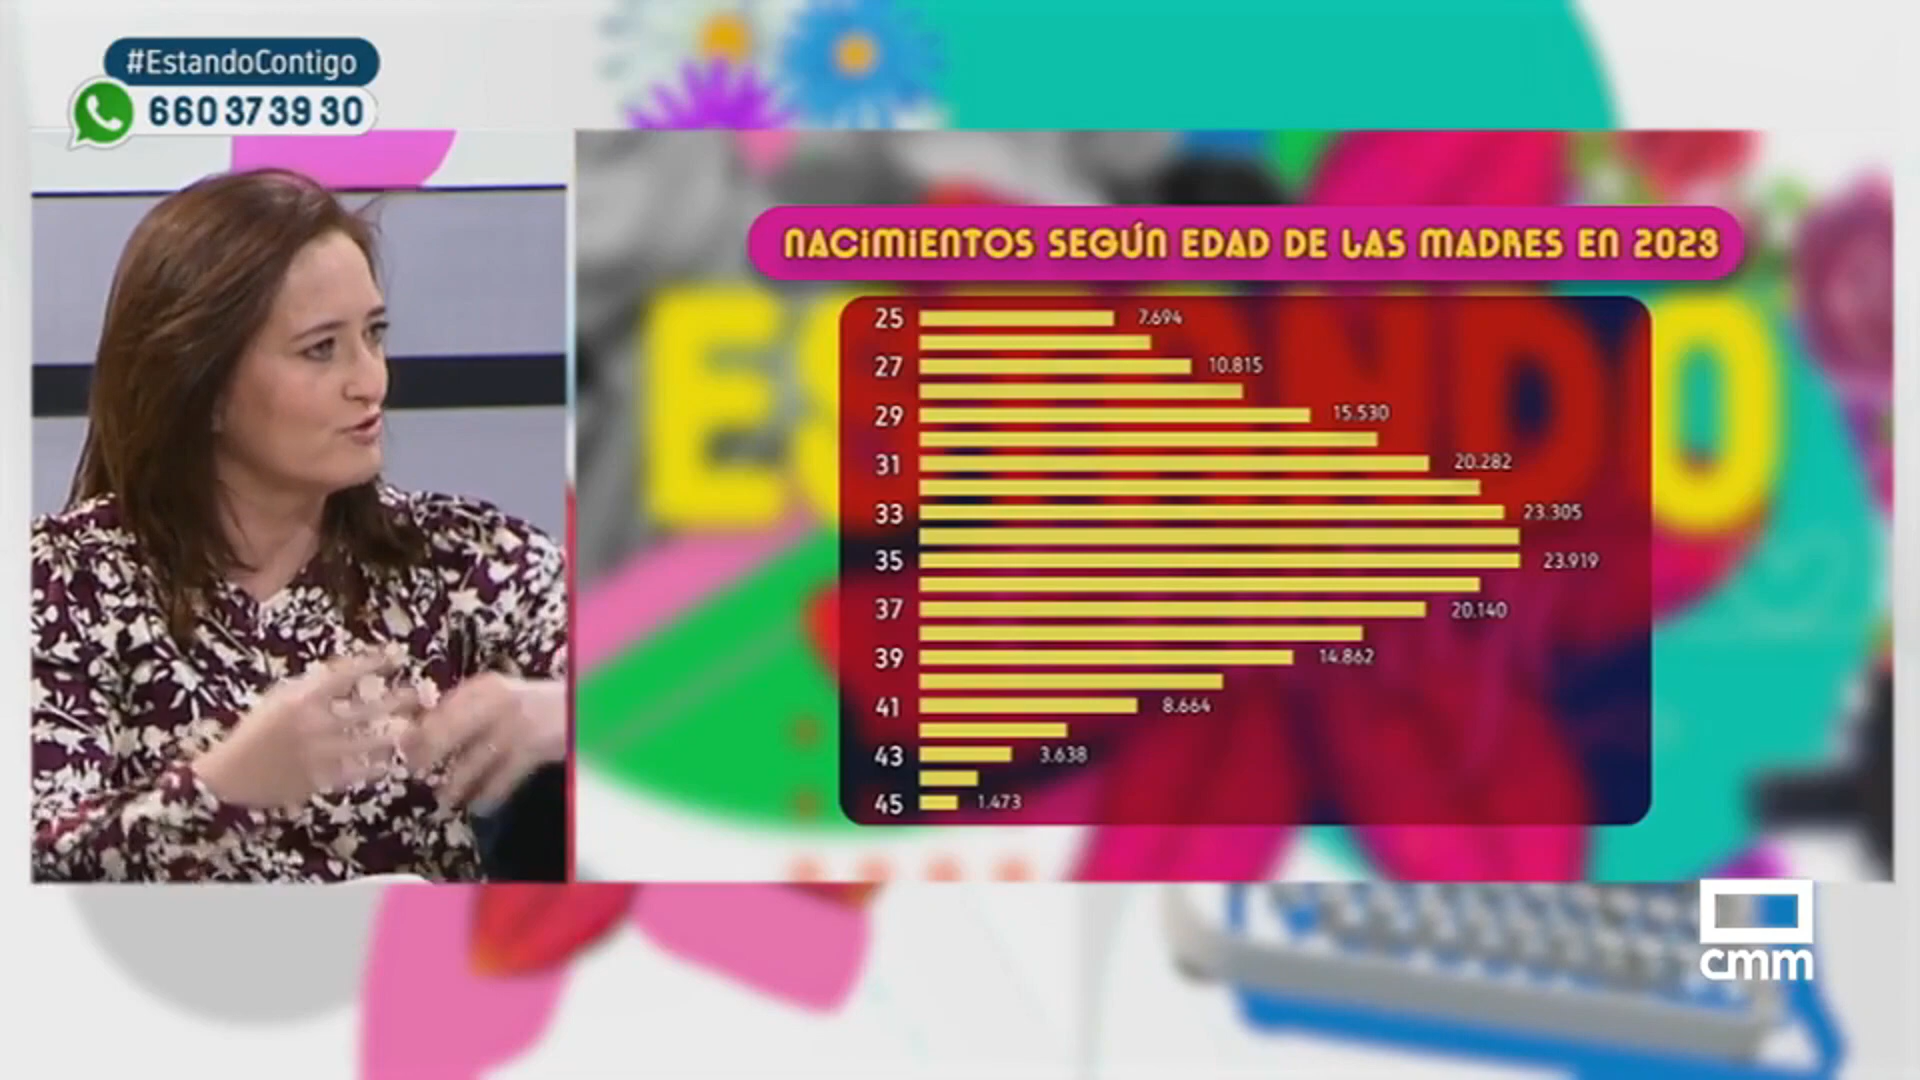 #EstandoContigo
660 37 39 30
NACIMIENTOS SEGÚN EDAD DE LAS MADRES EN 2023
ESTANDO
25 7.694
27 10.815
29 15.530
31 20.282
33 23.305
35 23.919
37 20.140
39 14.862
41 8.664
43 3.638
45 1.473
cmm